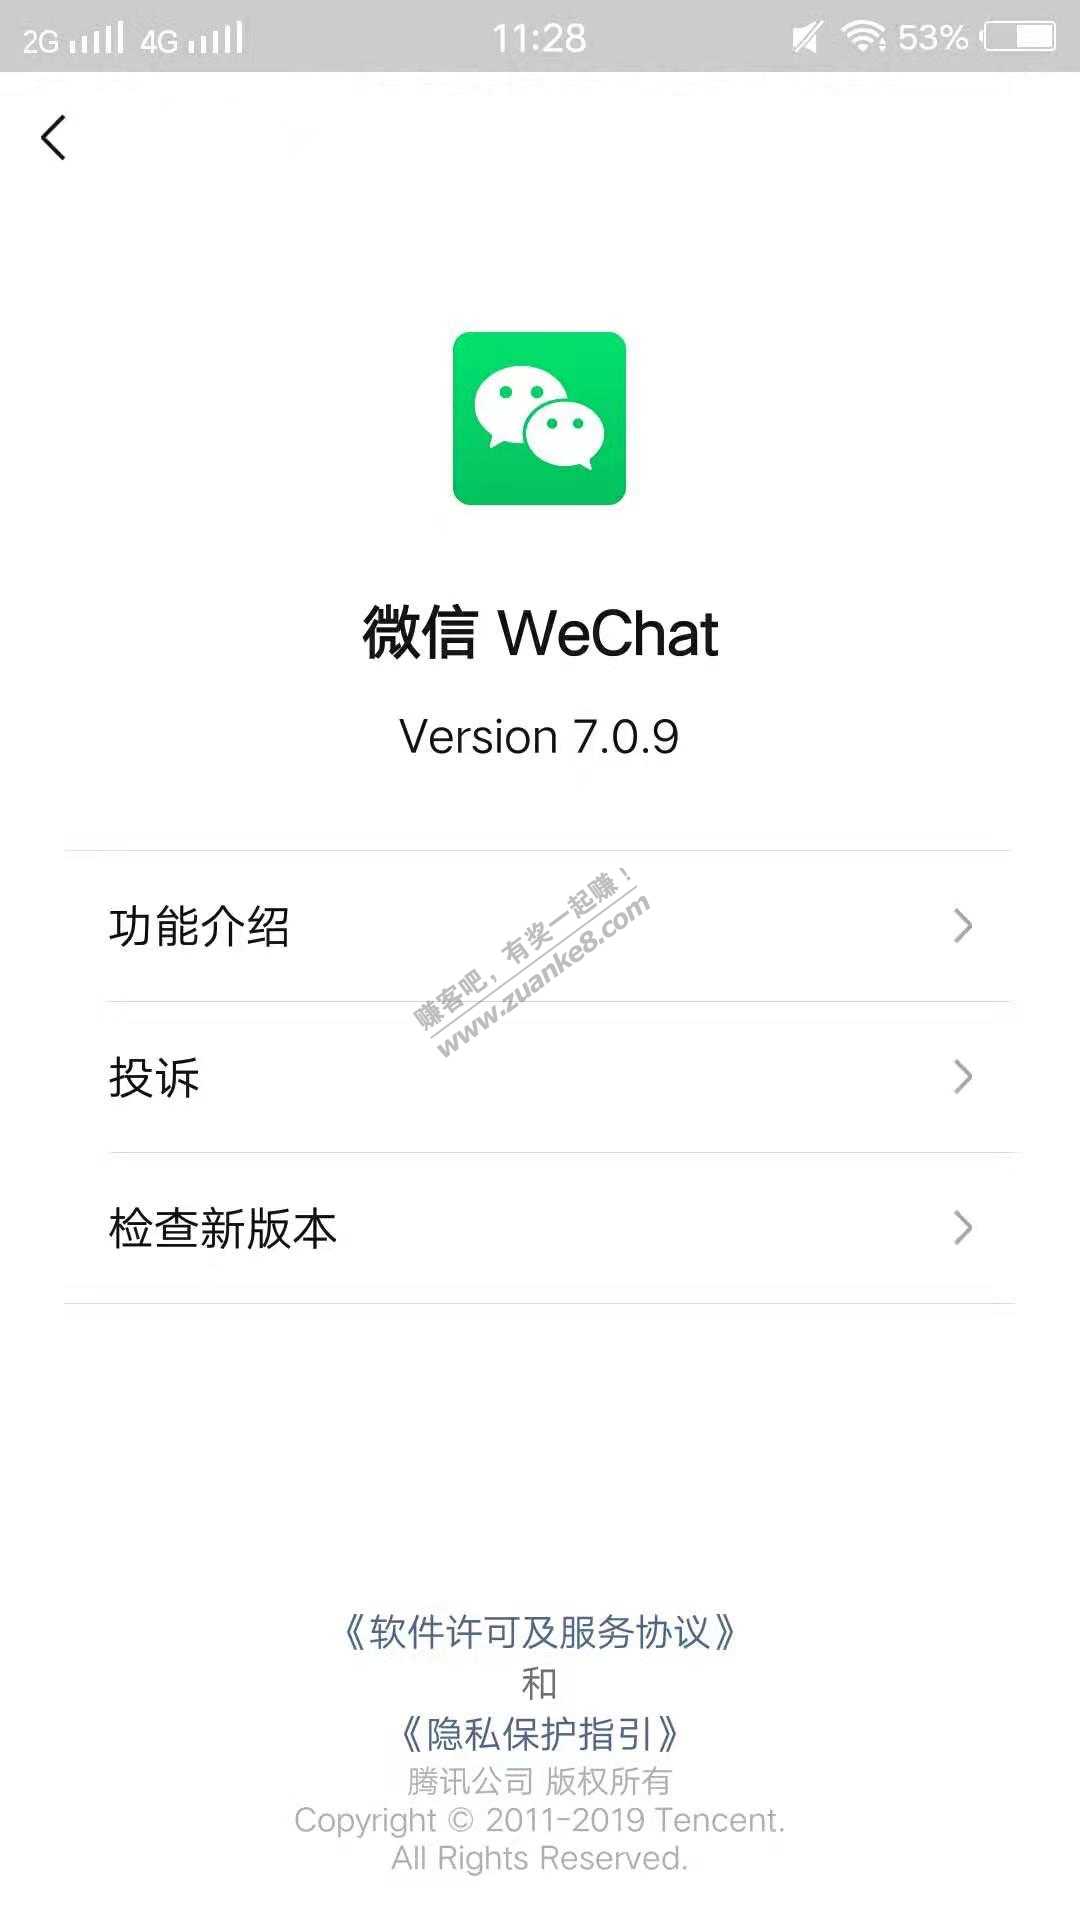 2G 4G 11:28 53%
微信 WeChat
Version 7.0.9
功能介绍
赚客吧，有奖一起赚！
www.zuanke8.com
投诉
检查新版本
《软件许可及服务协议》
和
《隐私保护指引》
腾讯公司 版权所有
Copyright © 2011-2019 Tencent.
All Rights Reserved.